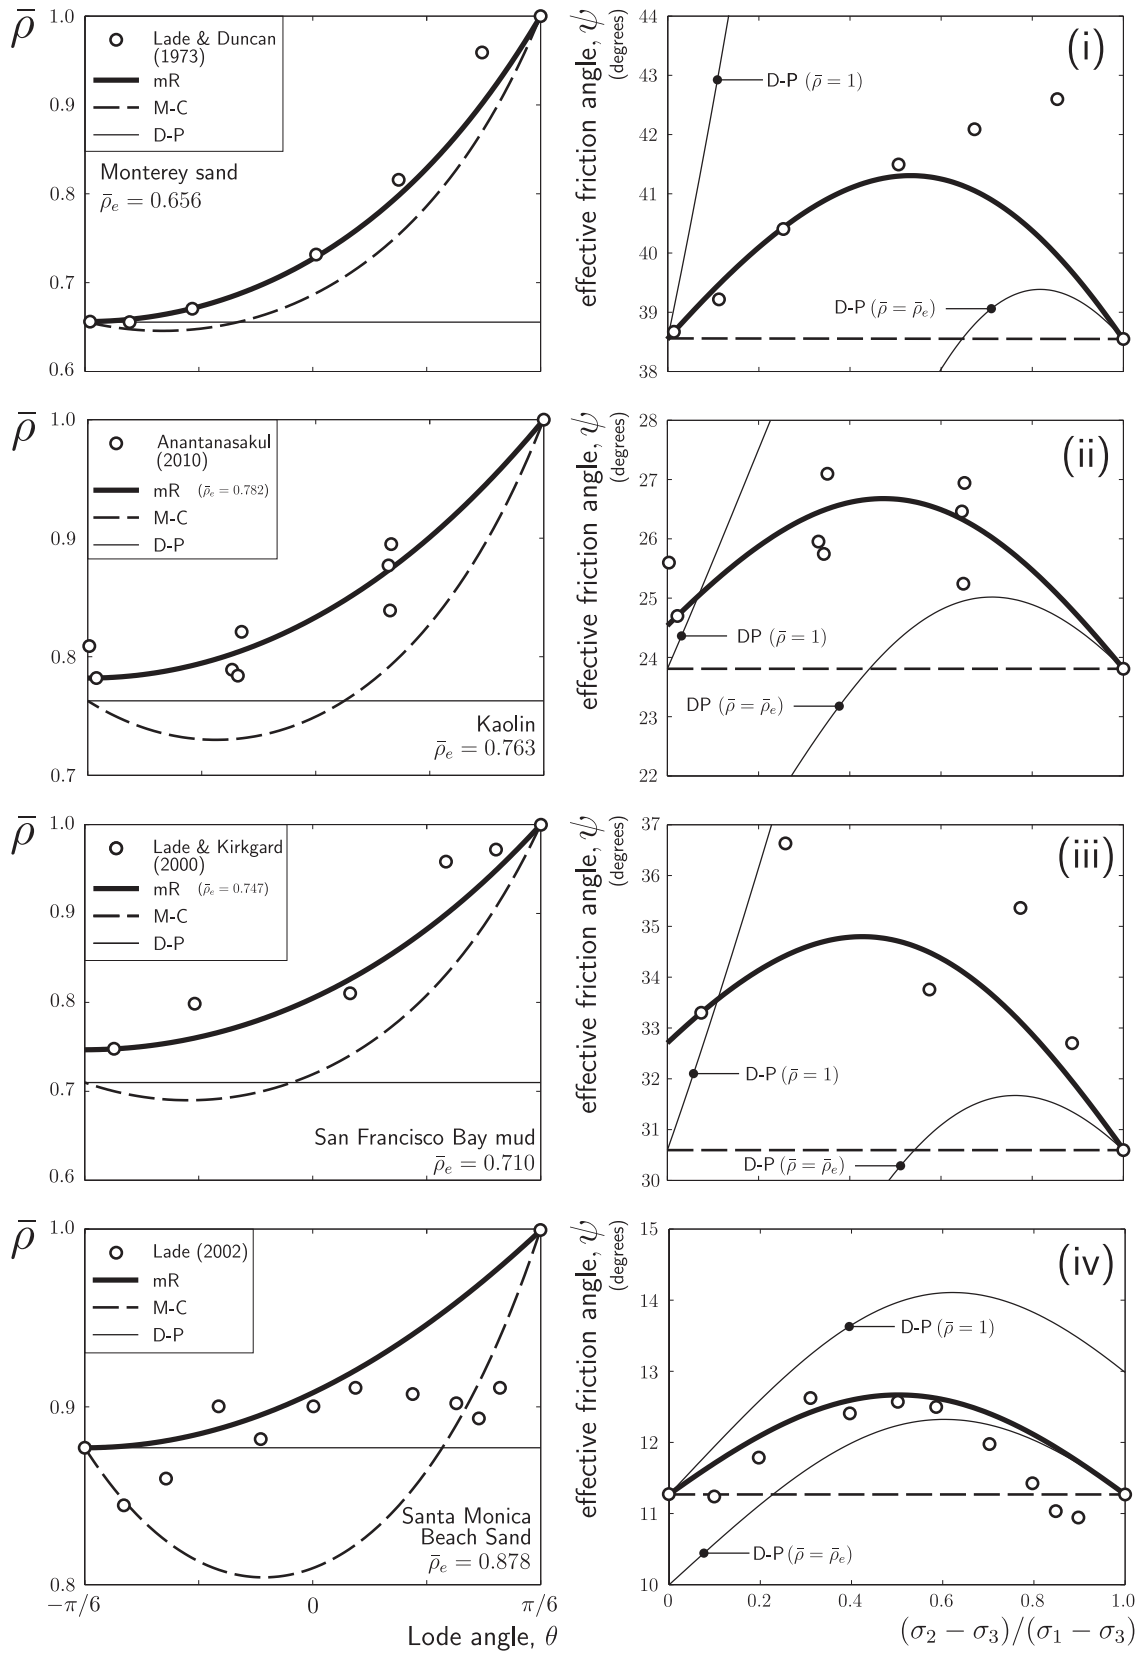 ρ̄
1.0
0.9
0.8
0.7
0.6
Lade & Duncan
(1973)
mR
M-C
D-P
Monterey sand
ρ̄e = 0.656
effective friction angle, ψ
(degrees)
44
43
42
41
40
39
38
(i)
D-P (ρ̄ = 1)
D-P (ρ̄ = ρ̄e)
ρ̄
1.0
0.9
0.8
0.7
Anantanasakul
(2010)
mR (ρ̄e = 0.782)
M-C
D-P
Kaolin
ρ̄e = 0.763
effective friction angle, ψ
(degrees)
28
27
26
25
24
23
22
(ii)
DP (ρ̄ = 1)
DP (ρ̄ = ρ̄e)
ρ̄
1.0
0.9
0.8
0.7
0.6
Lade & Kirkgard
(2000)
mR (ρ̄e = 0.747)
M-C
D-P
San Francisco Bay mud
ρ̄e = 0.710
effective friction angle, ψ
(degrees)
37
36
35
34
33
32
31
30
(iii)
D-P (ρ̄ = 1)
D-P (ρ̄ = ρ̄e)
ρ̄
1.0
0.9
0.8
Lade (2002)
mR
M-C
D-P
Santa Monica
Beach Sand
ρ̄e = 0.878
−π/6 0 π/6
Lode angle, θ
effective friction angle, ψ
(degrees)
15
14
13
12
11
10
(iv)
D-P (ρ̄ = 1)
D-P (ρ̄ = ρ̄e)
0 0.2 0.4 0.6 0.8 1.0
(σ2 − σ3)/(σ1 − σ3)